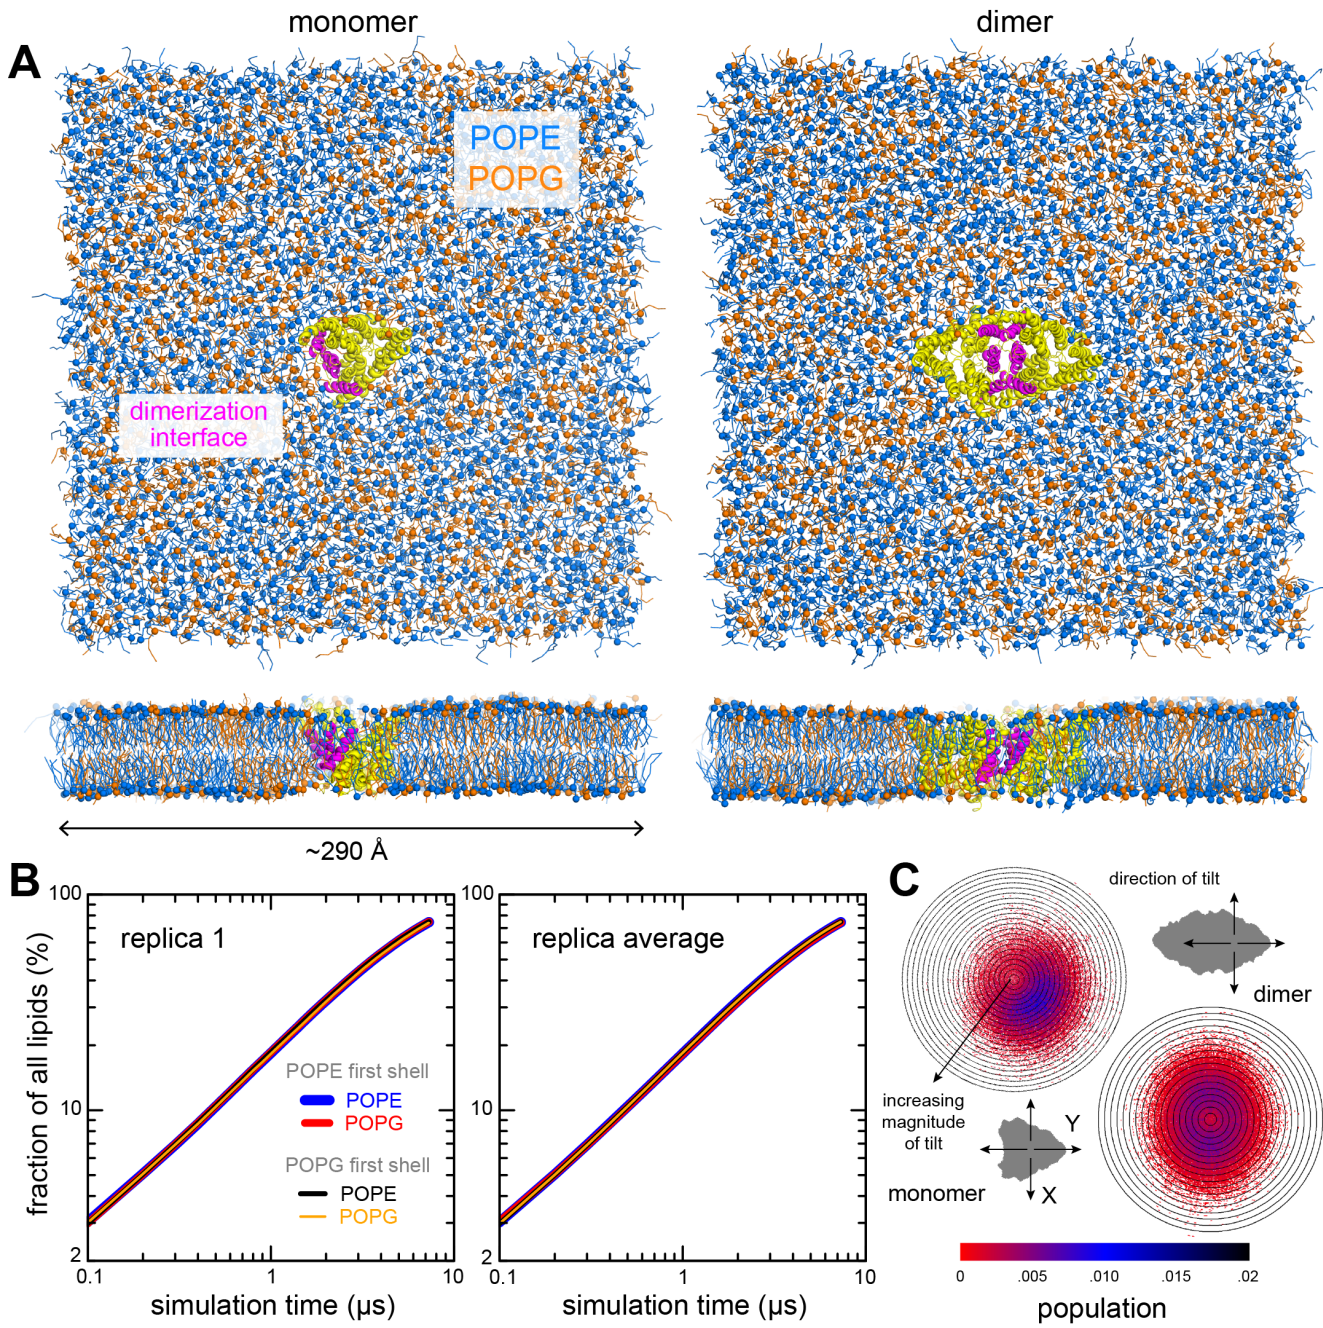 monomer
dimer
A
POPE
POPG
dimerization
interface
~290 Å
B
fraction of all lipids (%)
100
10
2
replica 1
POPE first shell
POPE
POPG
POPG first shell
POPE
POPG
0.1
1
10
simulation time (µs)
100
10
2
replica average
0.1
1
10
simulation time (µs)
C
direction of tilt
dimer
increasing
magnitude
of tilt
Y
X
monomer
0
.005
.010
.015
.02
population